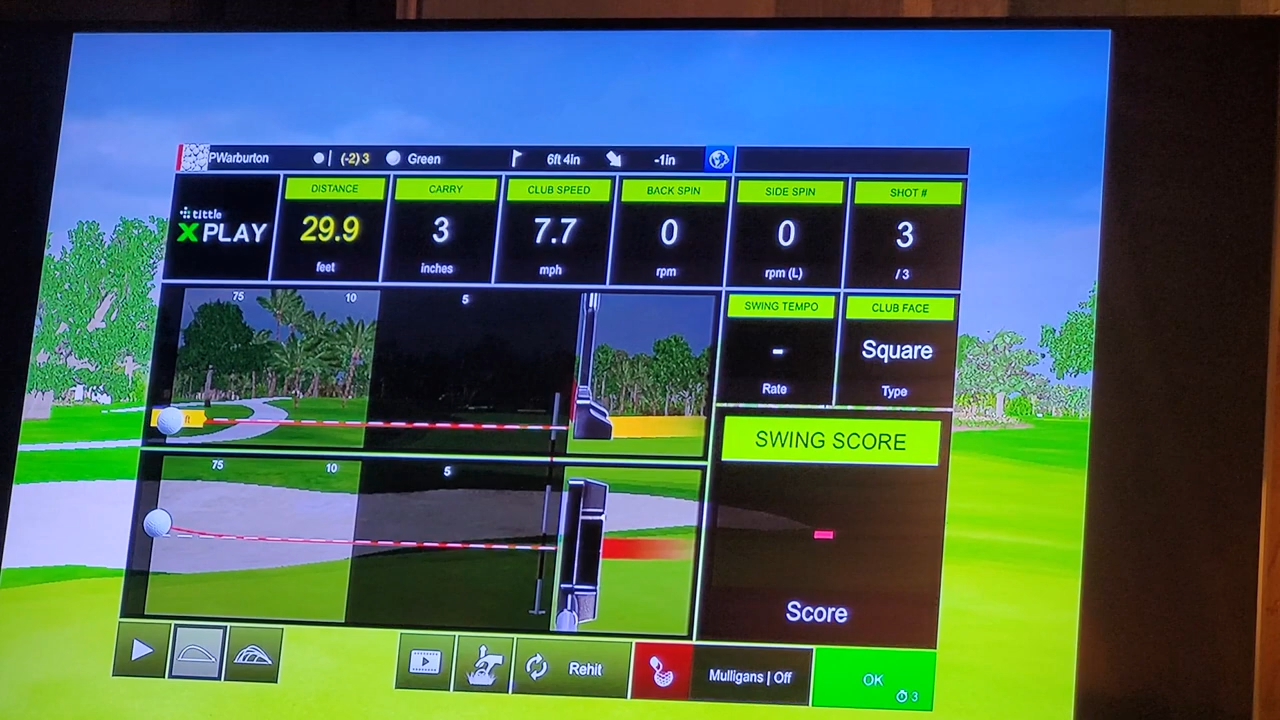 PWarburton (-2) 3 Green 6ft 4in -1in
tittle
X PLAY
DISTANCE
29.9
feet
CARRY
3
inches
CLUB SPEED
7.7
mph
BACK SPIN
0
rpm
SIDE SPIN
0
rpm (L)
SHOT #
3
/ 3
75 10 5
ft
SWING TEMPO
-
Rate
CLUB FACE
Square
Type
75 10 5
SWING SCORE
-
Score
Rehit
Mulligans | Off
OK
3